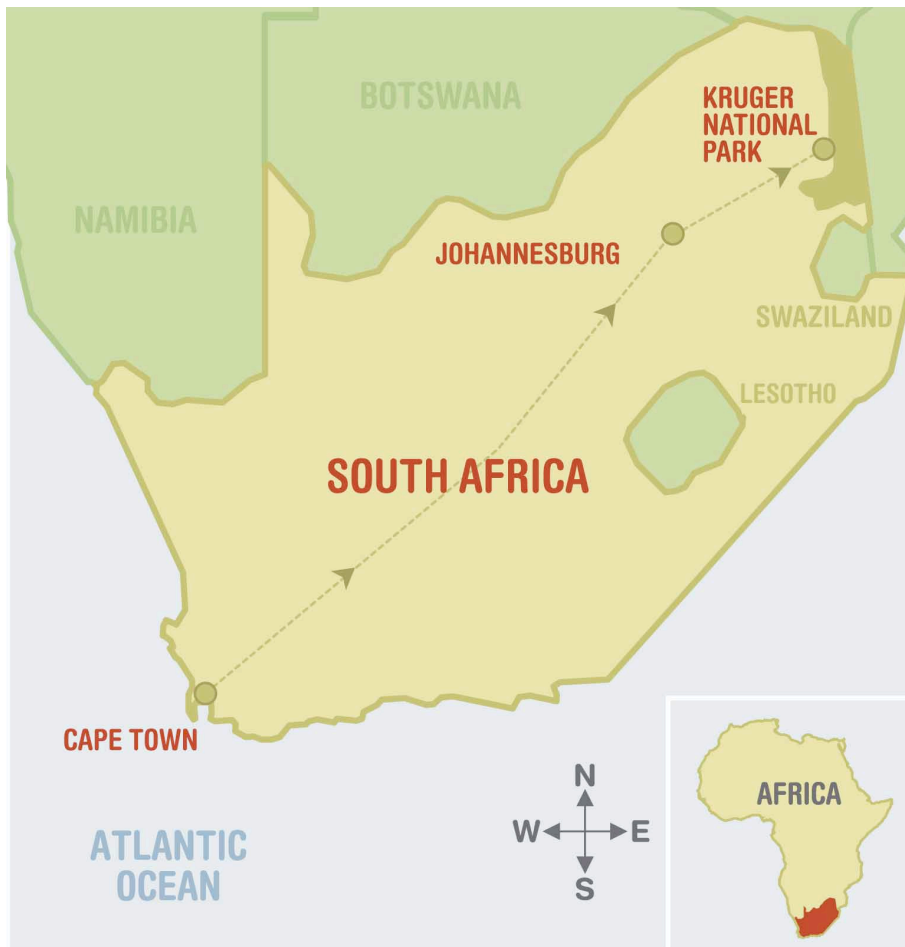 BOTSWANA
KRUGER
NATIONAL
PARK
NAMIBIA
JOHANNESBURG
SWAZILAND
LESOTHO
SOUTH AFRICA
CAPE TOWN
ATLANTIC
OCEAN
N
W E
S
AFRICA